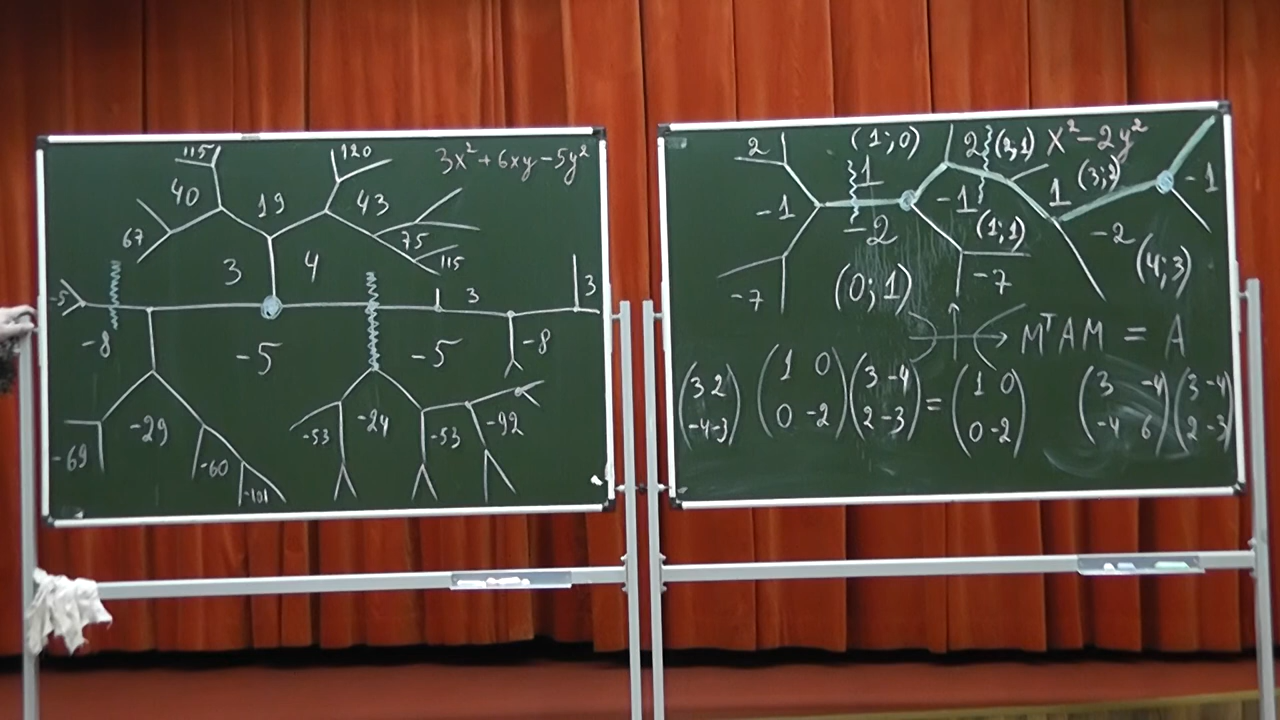 3x² + 6xy - 5y²
115 120
40 19 43
67 75 115
3 4
-5 3 3
-8 -5 -5 -8
-29 -53 -24 -53 -92
-69 -60 -101
x² - 2y²
2 (1;0) 2 (2;1)
1 (3;2) -1
-1 -1 1
-2 (1;1) -2
-7 (0;1) -7 (4;3)
MᵀAM = A
(3 2) (1 0) (3 -4) = (1 0) (3 -4) (3 -4)
(-4 -3) (0 -2) (2 -3) (0 -2) (-4 6) (2 -3)